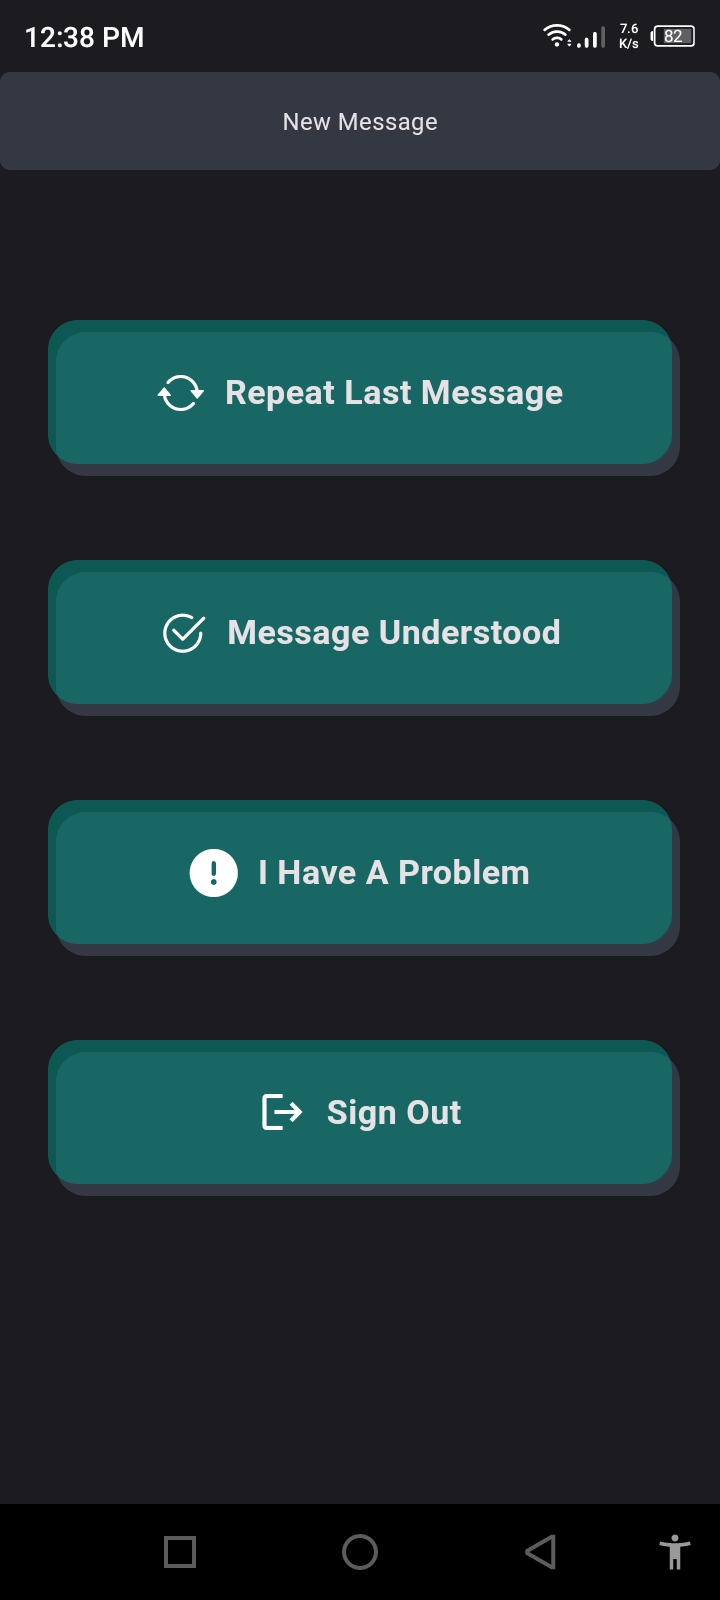 12:38 PM
7.6
K/s
82
New Message
Repeat Last Message
Message Understood
I Have A Problem
Sign Out